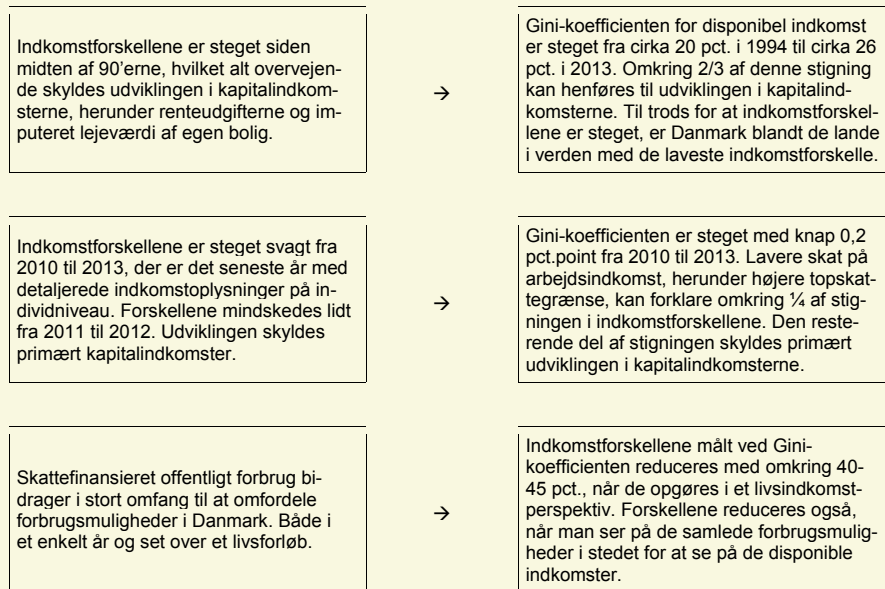 Indkomstforskellene er steget siden
midten af 90'erne, hvilket alt overvejen-
de skyldes udviklingen i kapitalindkom-
sterne, herunder renteudgifterne og im-
puteret lejeværdi af egen bolig.
→
Gini-koefficienten for disponibel indkomst
er steget fra cirka 20 pct. i 1994 til cirka 26
pct. i 2013. Omkring 2/3 af denne stigning
kan henføres til udviklingen i kapitalind-
komsterne. Til trods for at indkomstforskel-
lene er steget, er Danmark blandt de lande
i verden med de laveste indkomstforskelle.
Indkomstforskellene er steget svagt fra
2010 til 2013, der er det seneste år med
detaljerede indkomstoplysninger på in-
dividniveau. Forskellene mindskedes lidt
fra 2011 til 2012. Udviklingen skyldes
primært kapitalindkomster.
→
Gini-koefficienten er steget med knap 0,2
pct.point fra 2010 til 2013. Lavere skat på
arbejdsindkomst, herunder højere topskat-
tegrænse, kan forklare omkring ¼ af stig-
ningen i indkomstforskellene. Den reste-
rende del af stigningen skyldes primært
udviklingen i kapitalindkomsterne.
Skattefinansieret offentligt forbrug bi-
drager i stort omfang til at omfordele
forbrugsmuligheder i Danmark. Både i
et enkelt år og set over et livsforløb.
→
Indkomstforskellene målt ved Gini-
koefficienten reduceres med omkring 40-
45 pct., når de opgøres i et livsindkomst-
perspektiv. Forskellene reduceres også,
når man ser på de samlede forbrugsmulig-
heder i stedet for at se på de disponible
indkomster.